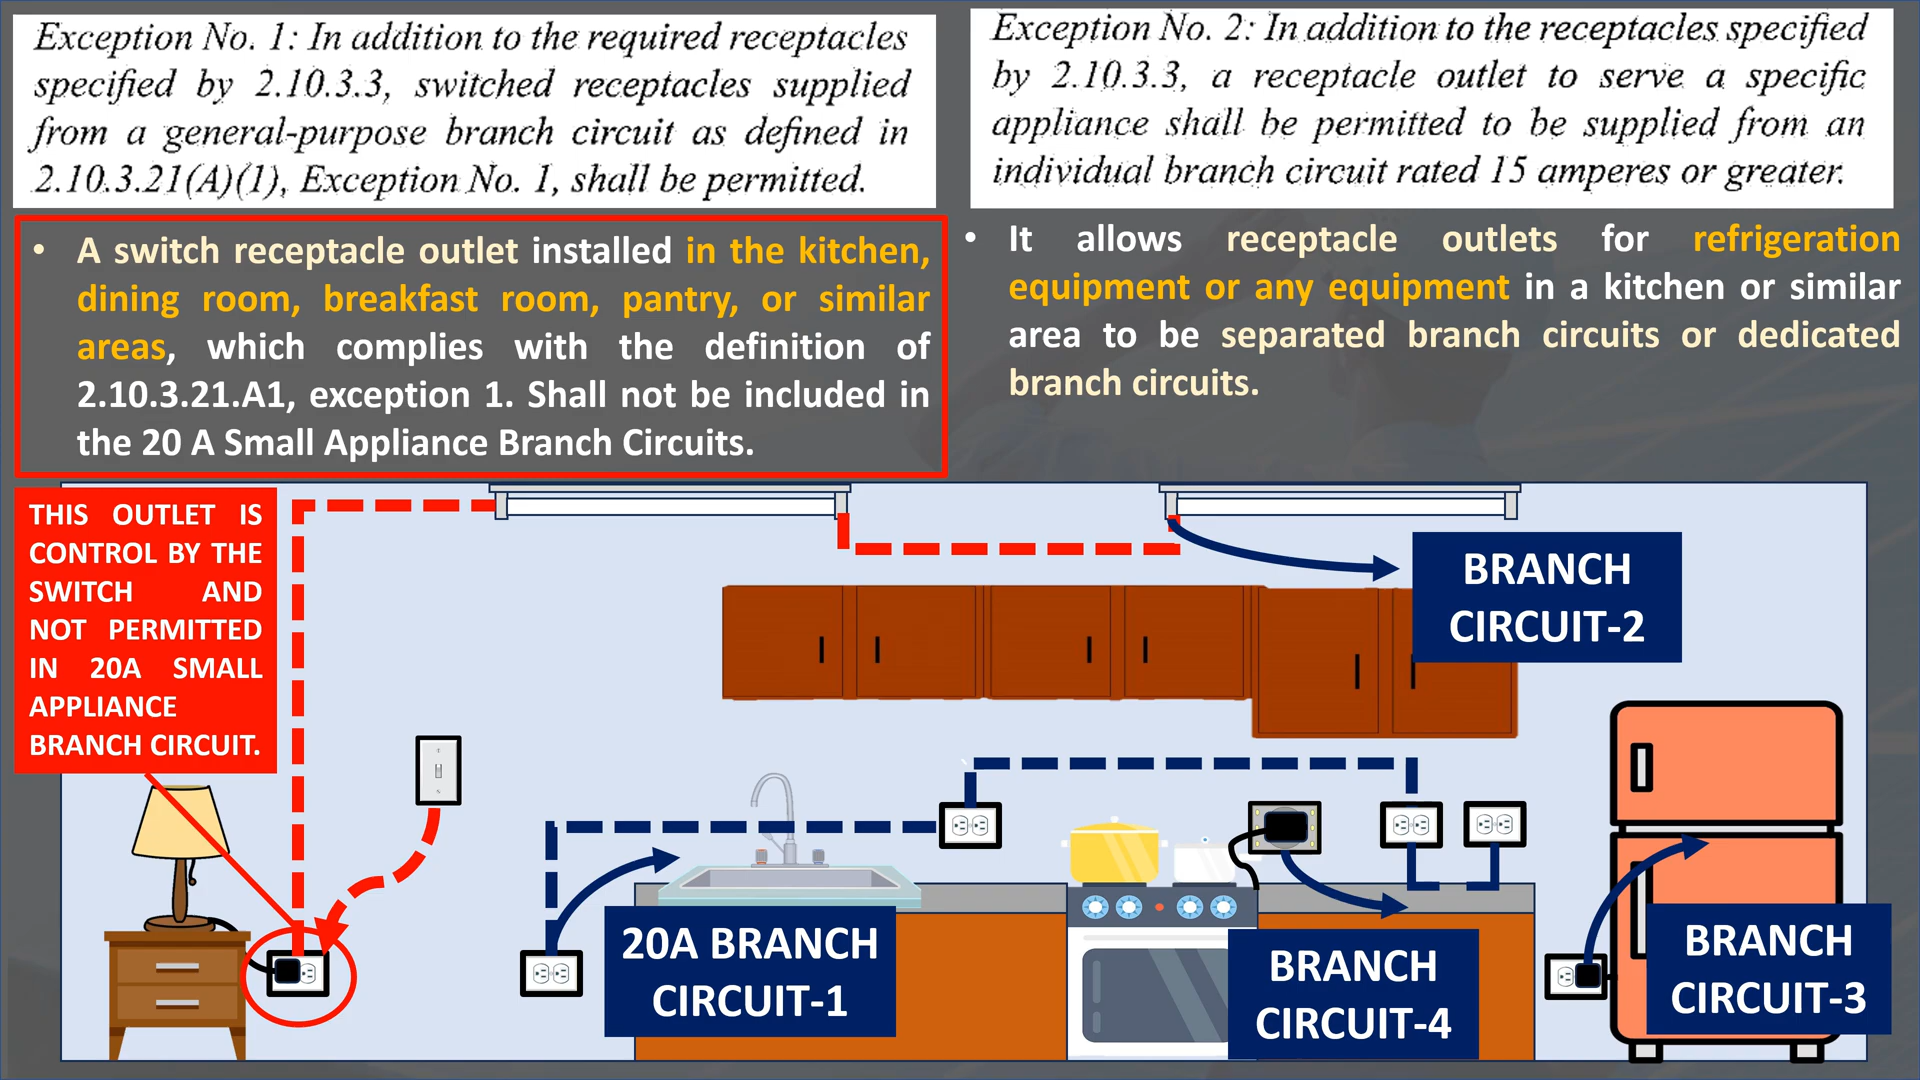 Exception No. 1: In addition to the required receptacles
specified by 2.10.3.3, switched receptacles supplied
from a general-purpose branch circuit as defined in
2.10.3.21(A)(1), Exception No. 1, shall be permitted.
Exception No. 2: In addition to the receptacles specified
by 2.10.3.3, a receptacle outlet to serve a specific
appliance shall be permitted to be supplied from an
individual branch circuit rated 15 amperes or greater.
• A switch receptacle outlet installed in the kitchen,
dining room, breakfast room, pantry, or similar
areas, which complies with the definition of
2.10.3.21.A1, exception 1. Shall not be included in
the 20 A Small Appliance Branch Circuits.
• It allows receptacle outlets for refrigeration
equipment or any equipment in a kitchen or similar
area to be separated branch circuits or dedicated
branch circuits.
THIS OUTLET IS
CONTROL BY THE
SWITCH AND
NOT PERMITTED
IN 20A SMALL
APPLIANCE
BRANCH CIRCUIT.
BRANCH
CIRCUIT-2
20A BRANCH
CIRCUIT-1
BRANCH
CIRCUIT-4
BRANCH
CIRCUIT-3